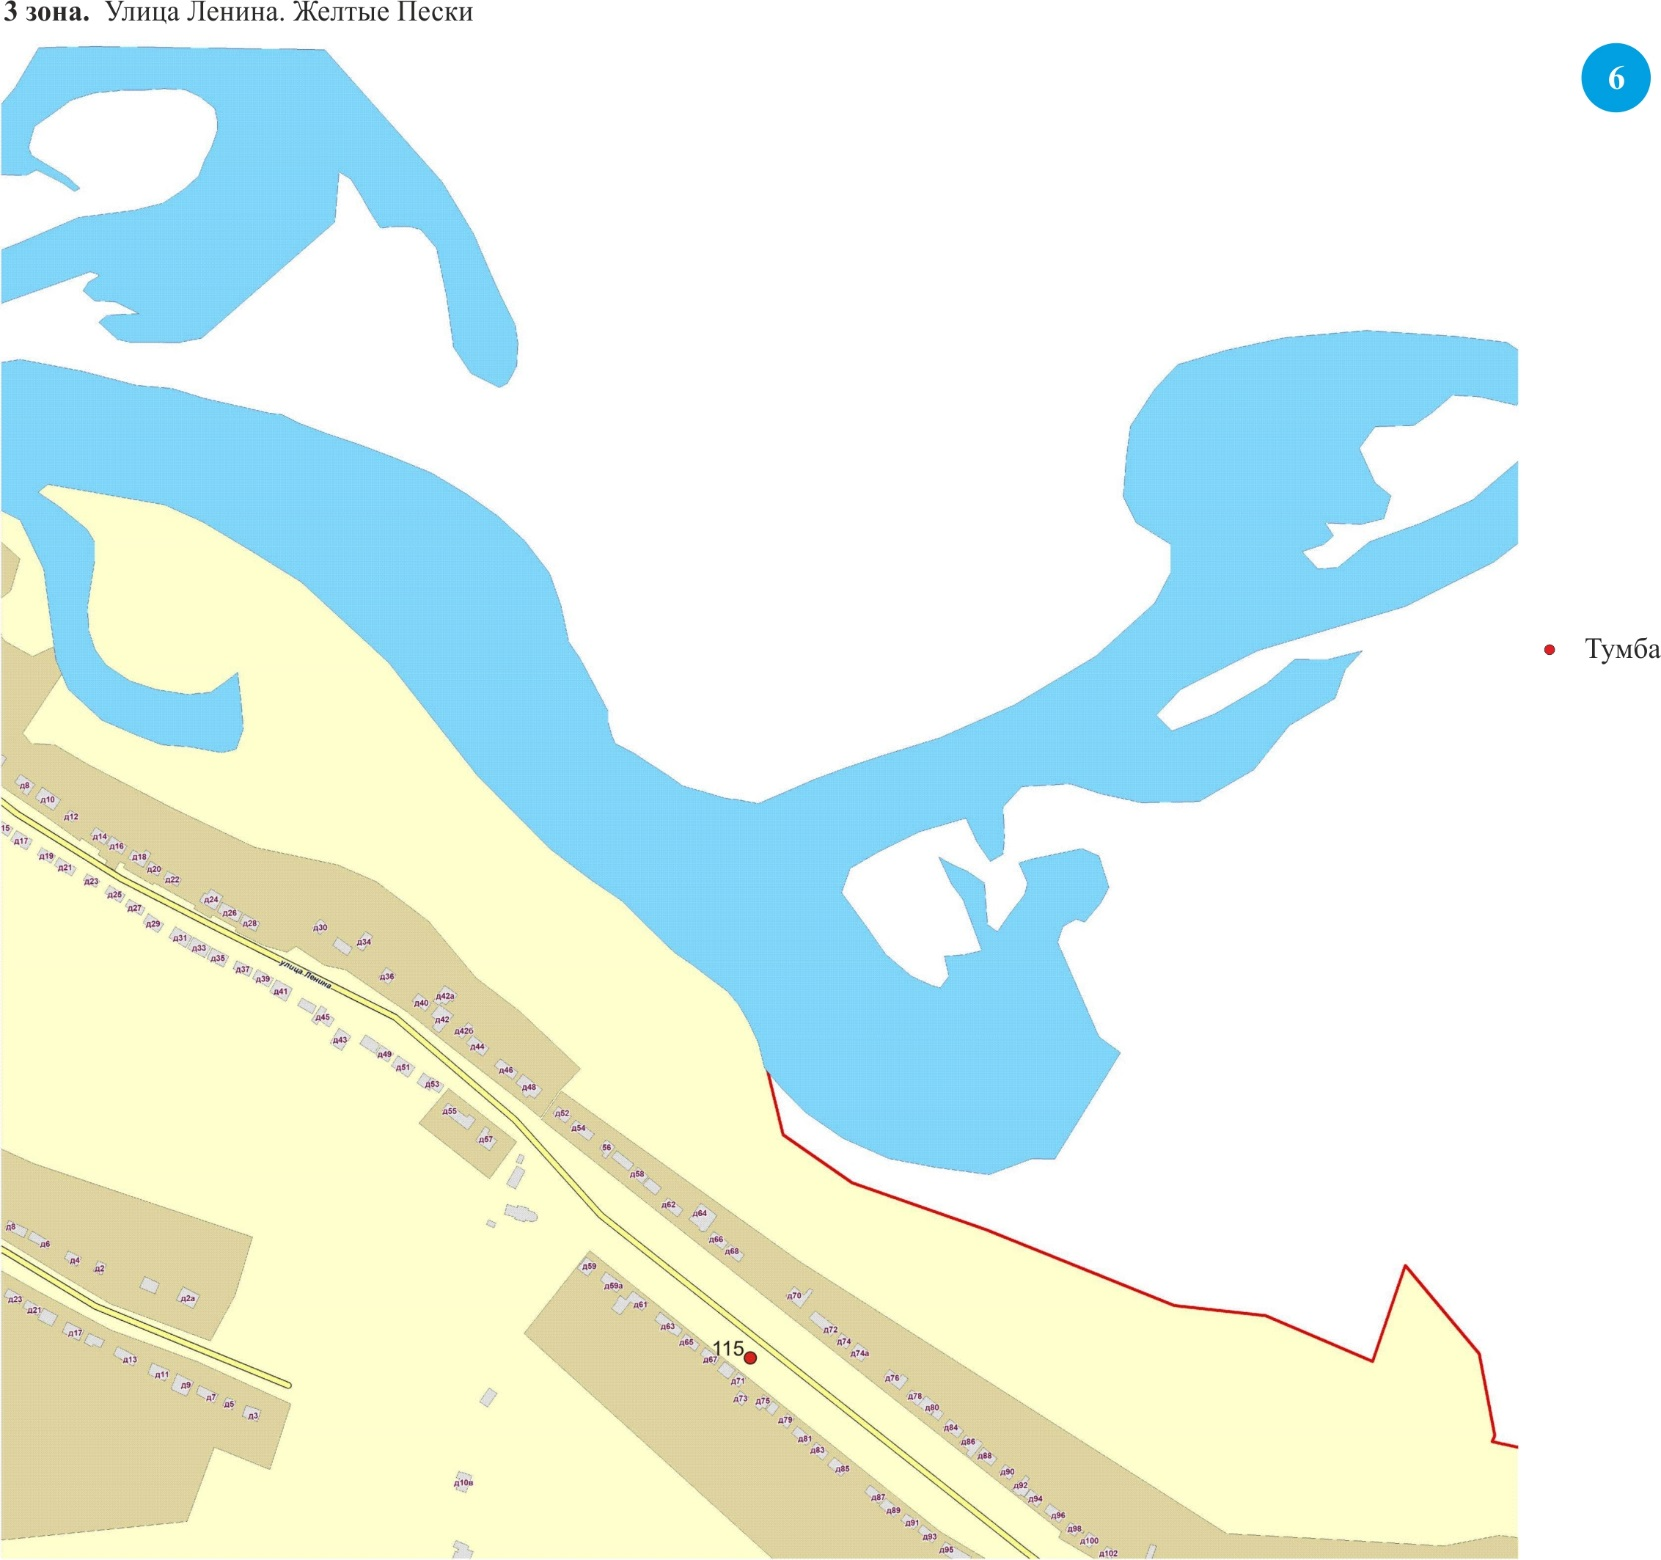 3 зона. Улица Ленина. Желтые Пески
6
Тумба
д8
д10
д12
д14
д16
д18
д20
д22
д24
д26
д28
д30
д34
д36
д40
д42а
д42
д42б
д44
д46
д48
д52
д54
56
д58
д62
д64
д66
д68
д70
д72
д74
д74а
д76
д78
д80
д84
д86
д88
д90
д92
д94
д96
д98
д100
д102
15
д17
д19
д21
д23
д25
д27
д29
д31
д33
д35
д37
д39
д41
улица Ленина
д45
д43
д49
д51
д53
д55
д57
д59
д59а
д61
д63
д65
д67
115
д71
д73
д75
д79
д81
д83
д85
д87
д89
д91
д93
д95
д8
д6
д4
д2
д2а
д23
д21
д17
д13
д11
д9
д7
д5
д3
д10в